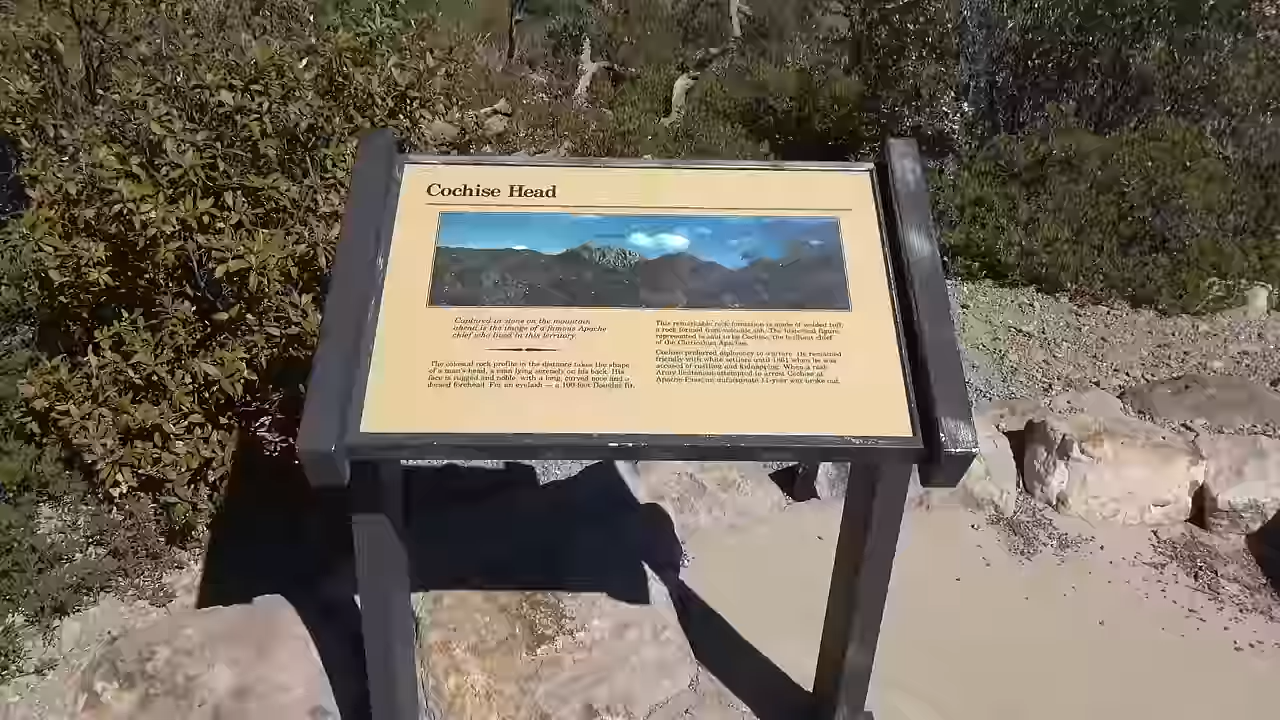 Cochise Head
Captured in stone on the mountain
ahead is the image of a famous Apache
chief who lived in this territory.
The colossal rock profile in the distance takes the shape
of a man's head, a man lying serenely on his back. His
face is rugged and noble, with a long, curved nose and a
domed forehead. For an eyelash — a 100-foot Douglas fir.
This remarkable rock formation is made of welded tuff,
a rock formed from volcanic ash. The historical figure
represented is said to be Cochise, the brilliant chief
of the Chiricahua Apaches.
Cochise preferred diplomacy to warfare. He remained
friendly with white settlers until 1861 when he was
accused of raiding and kidnapping. When a rash
Army lieutenant attempted to arrest Cochise at
Apache Pass, an unfortunate 11-year war broke out.